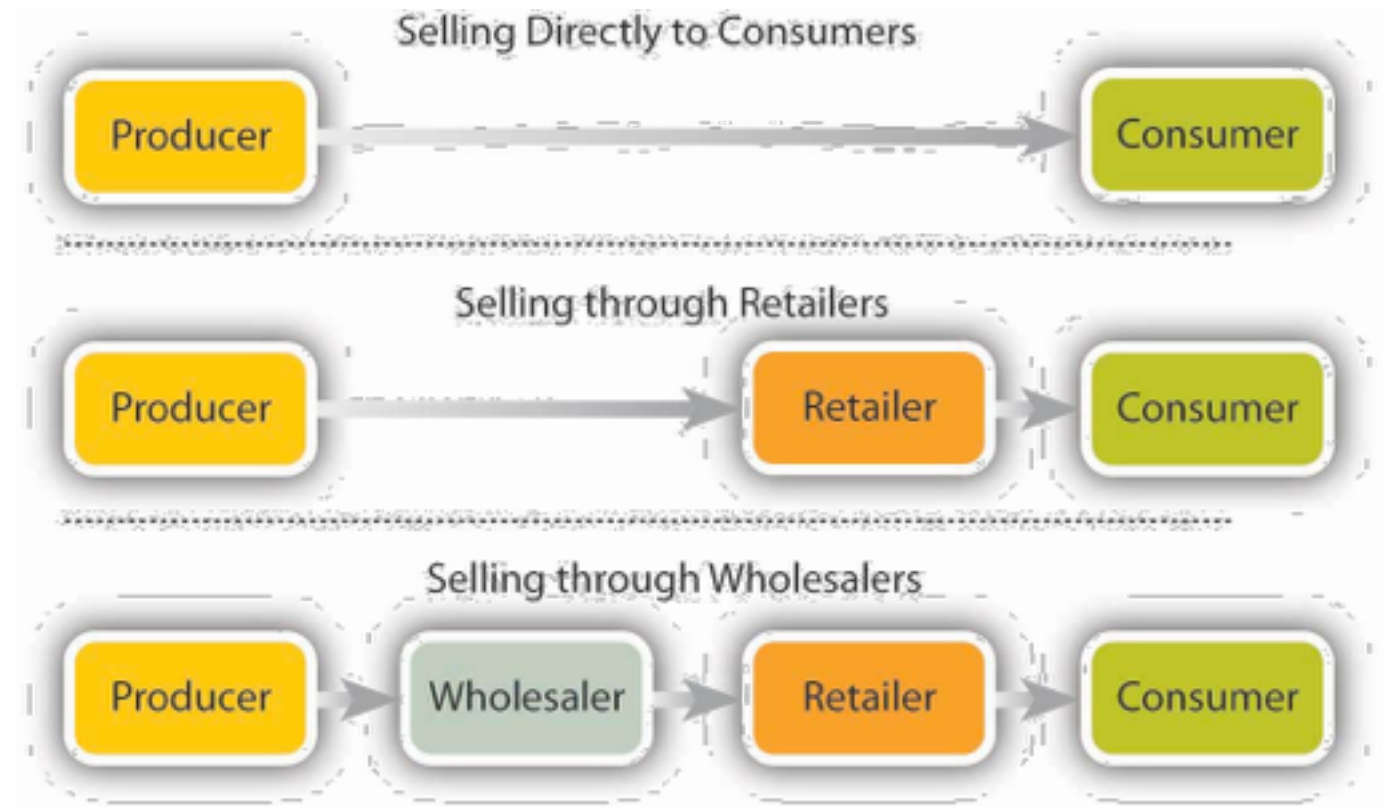 Selling Directly to Consumers
Producer
Consumer
Selling through Retailers
Producer
Retailer
Consumer
Selling through Wholesalers
Producer
Wholesaler
Retailer
Consumer